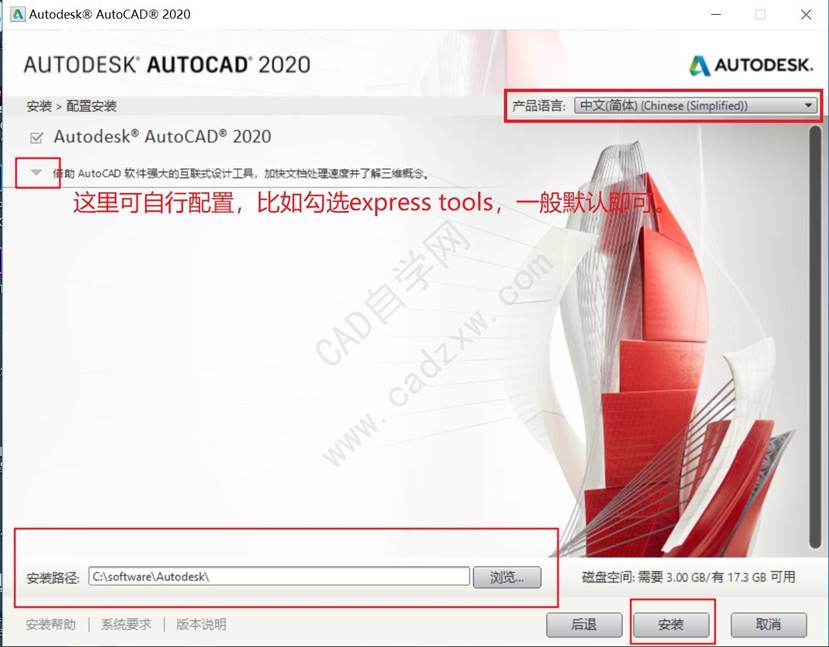 Autodesk® AutoCAD® 2020
AUTODESK® AUTOCAD® 2020
AUTODESK.
安装 > 配置安装
产品语言: 中文(简体) (Chinese (Simplified))
Autodesk® AutoCAD® 2020
借助 AutoCAD 软件强大的互联式设计工具，加快文档处理速度并了解三维概念。
这里可自行配置，比如勾选express tools，一般默认即可。
CAD自学网
www.cadzxw.com
安装路径: C:\software\Autodesk\ 浏览...
磁盘空间: 需要 3.00 GB/有 17.3 GB 可用
安装帮助 | 系统要求 | 版本说明
后退 安装 取消